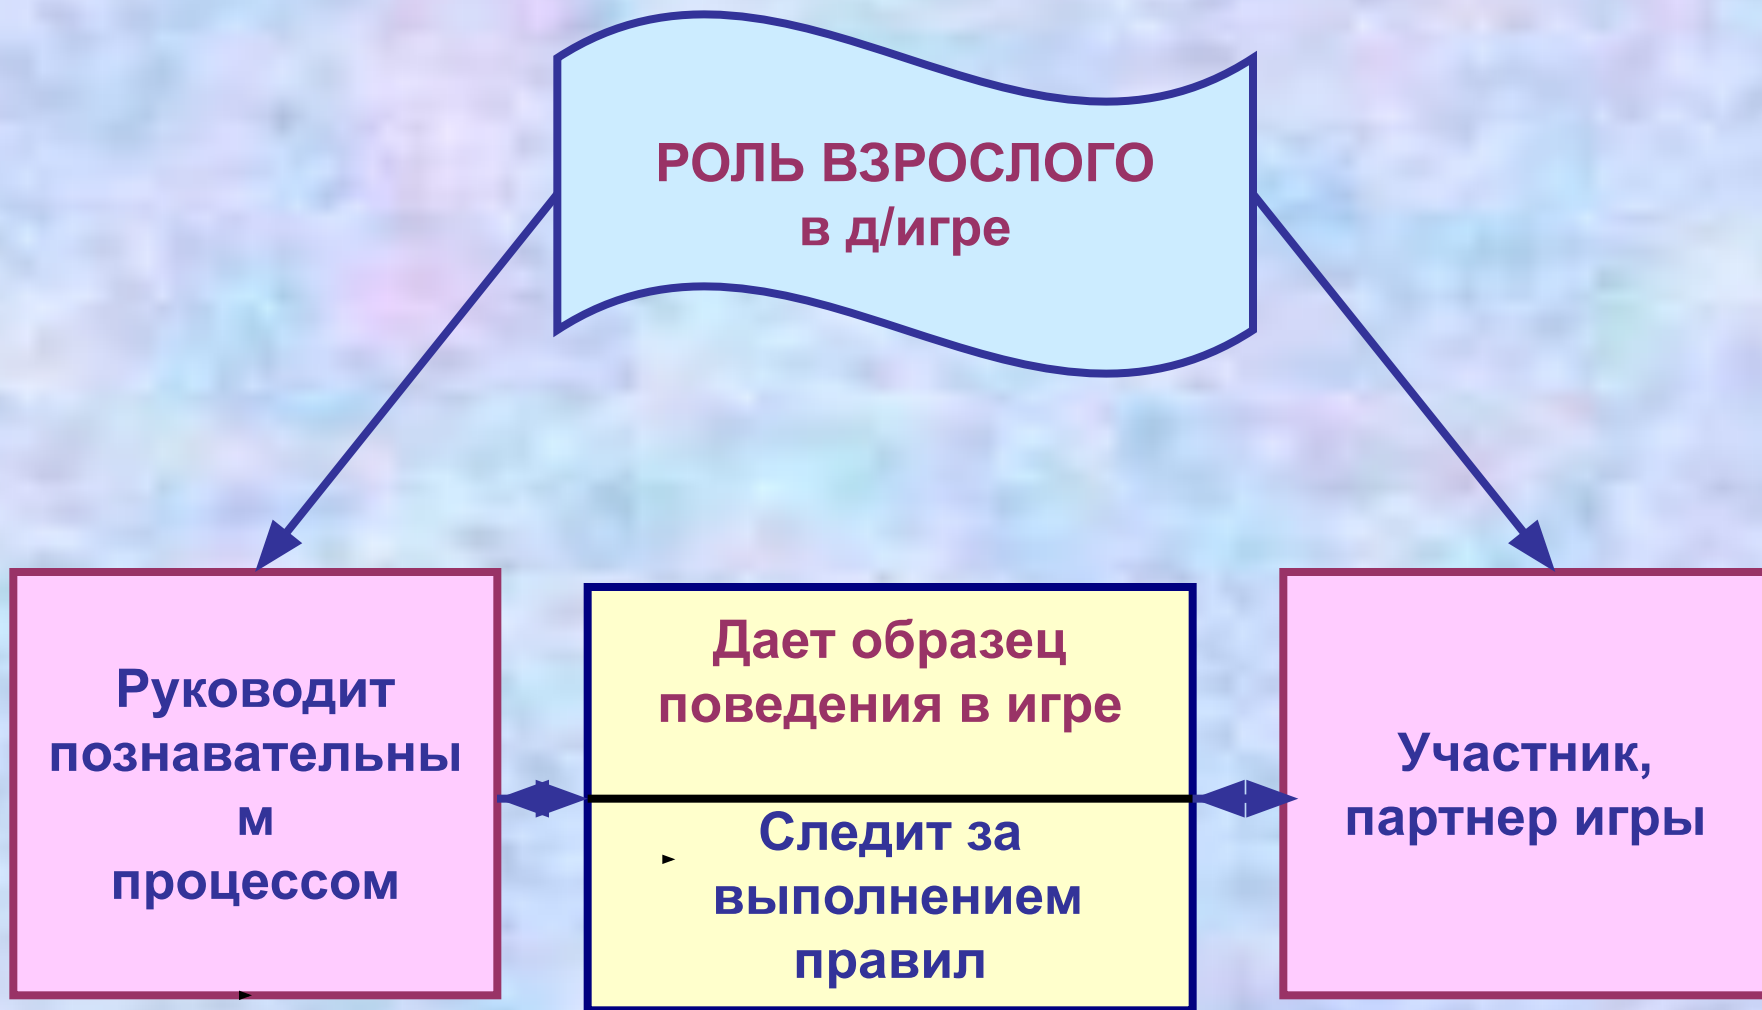 РОЛЬ ВЗРОСЛОГО
в д/игре
Руководит
познавательны
м
процессом
Дает образец
поведения в игре
Следит за
выполнением
правил
Участник,
партнер игры